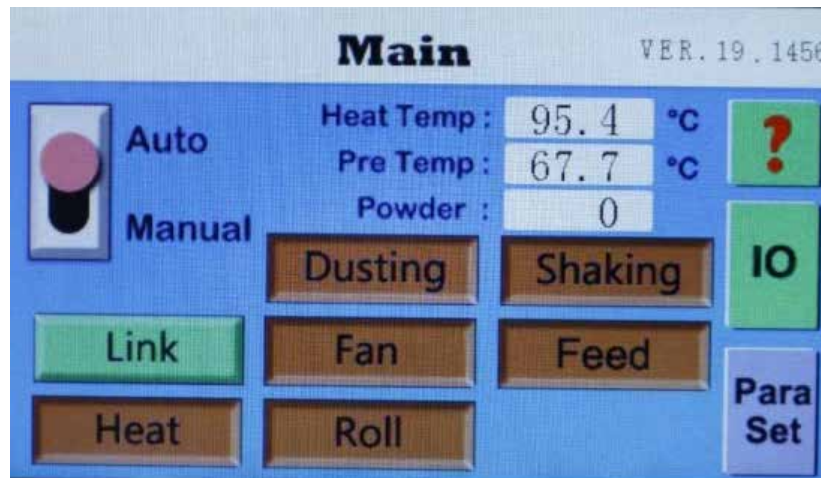 Main
VER.19.1456
Auto
Manual
Heat Temp : 95.4 °C
Pre Temp : 67.7 °C
Powder : 0
?
IO
Dusting
Shaking
Link
Fan
Feed
Para
Set
Heat
Roll